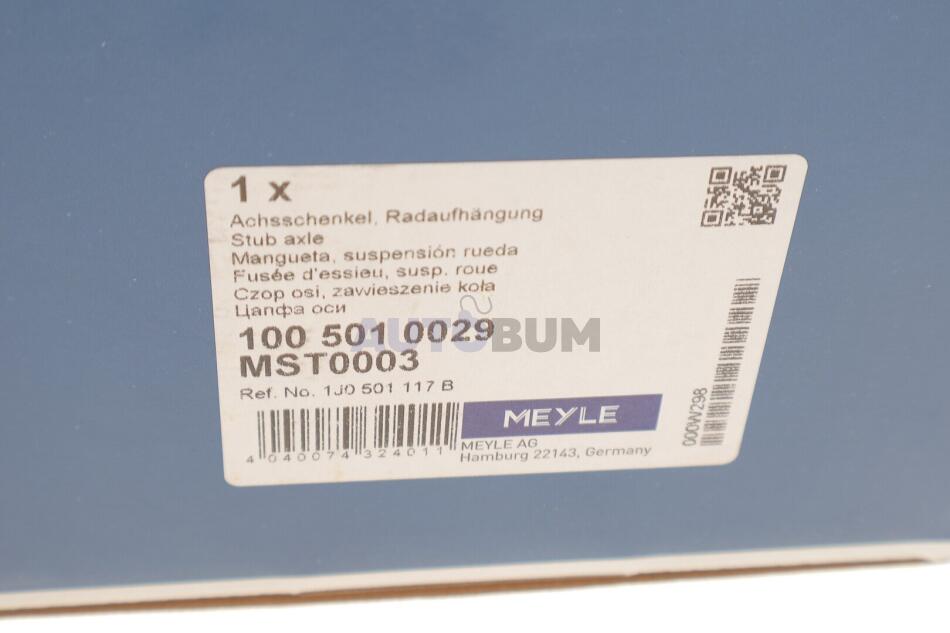 1 x
Achsschenkel, Radaufhängung
Stub axle
Mangueta, suspensión rueda
Fusée d'essieu, susp. roue
Czop osi, zawieszenie koła
Цапфа оси
100 501 0029
AUTOBUM
MST0003
Ref. No. 1J0 501 117 B
MEYLE
4 040074 324011
MEYLE AG
Hamburg 22143, Germany
000W298